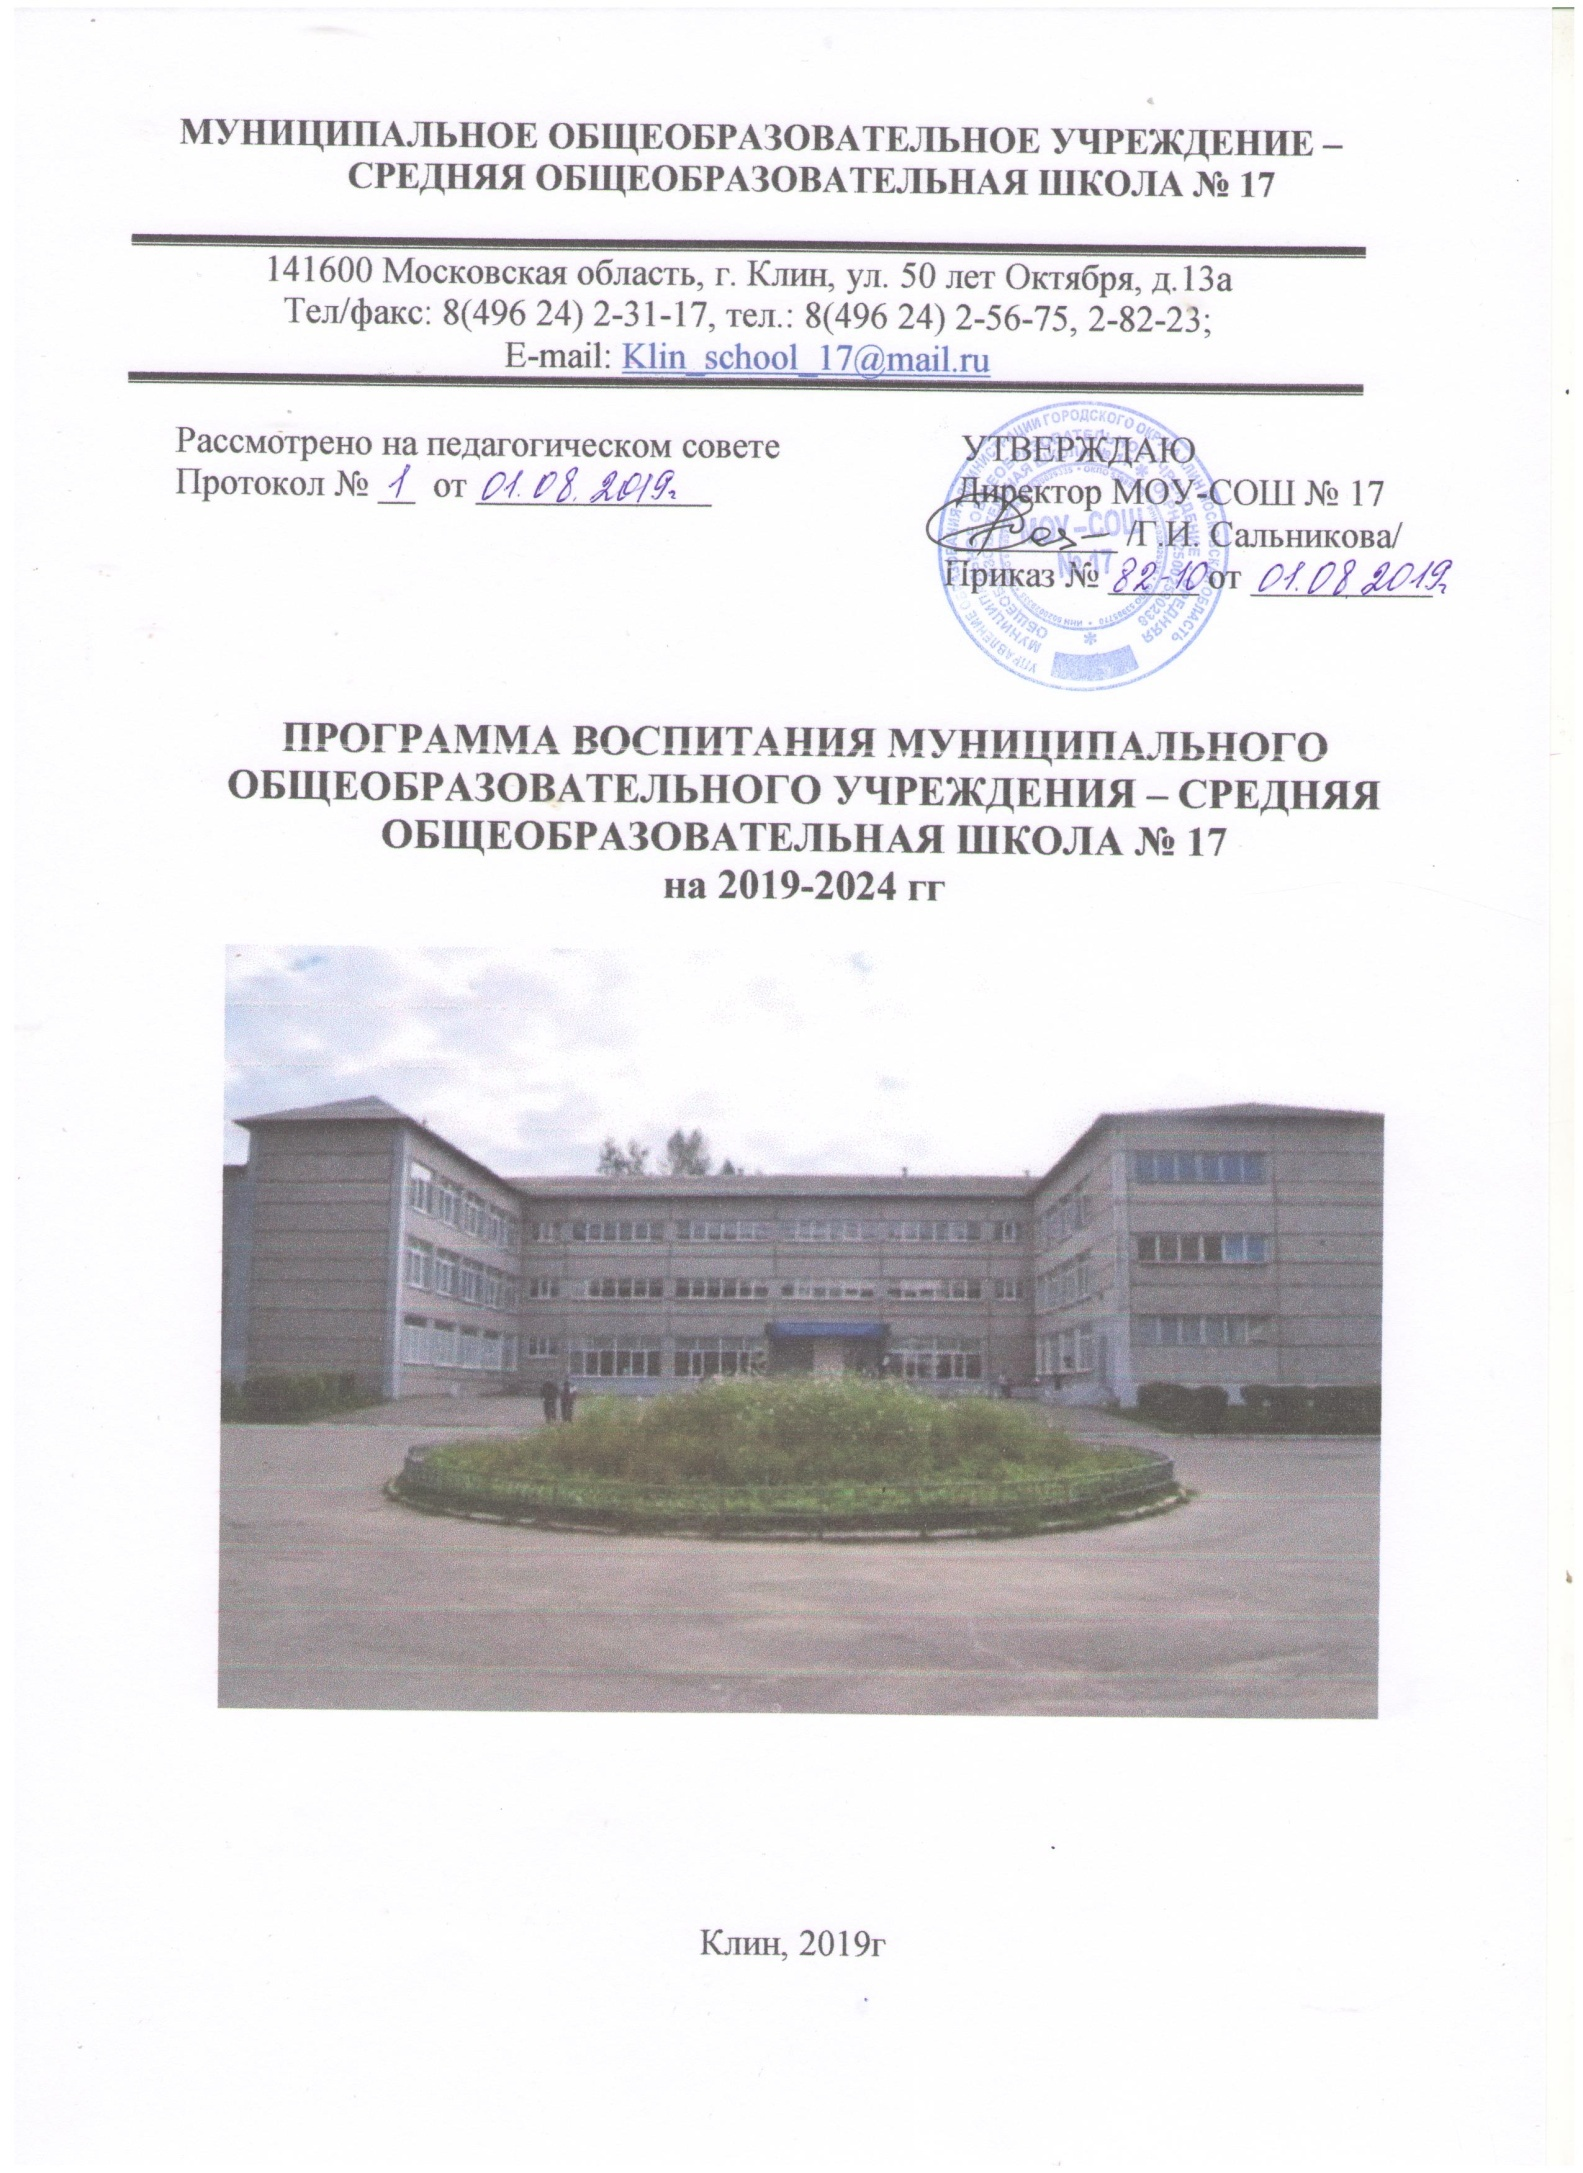 МУНИЦИПАЛЬНОЕ ОБЩЕОБРАЗОВАТЕЛЬНОЕ УЧРЕЖДЕНИЕ –
СРЕДНЯЯ ОБЩЕОБРАЗОВАТЕЛЬНАЯ ШКОЛА № 17
141600 Московская область, г. Клин, ул. 50 лет Октября, д.13а
Тел/факс: 8(496 24) 2-31-17, тел.: 8(496 24) 2-56-75, 2-82-23;
E-mail: Klin_school_17@mail.ru
Рассмотрено на педагогическом совете
Протокол № 1 от 01.08.2019г
УТВЕРЖДАЮ
Директор МОУ-СОШ № 17
/Г.И. Сальникова/
Приказ № 82-10 от 01.08.2019г
МОУ-СОШ
№ 17
ПРОГРАММА ВОСПИТАНИЯ МУНИЦИПАЛЬНОГО
ОБЩЕОБРАЗОВАТЕЛЬНОГО УЧРЕЖДЕНИЯ – СРЕДНЯЯ
ОБЩЕОБРАЗОВАТЕЛЬНАЯ ШКОЛА № 17
на 2019-2024 гг
Клин, 2019г